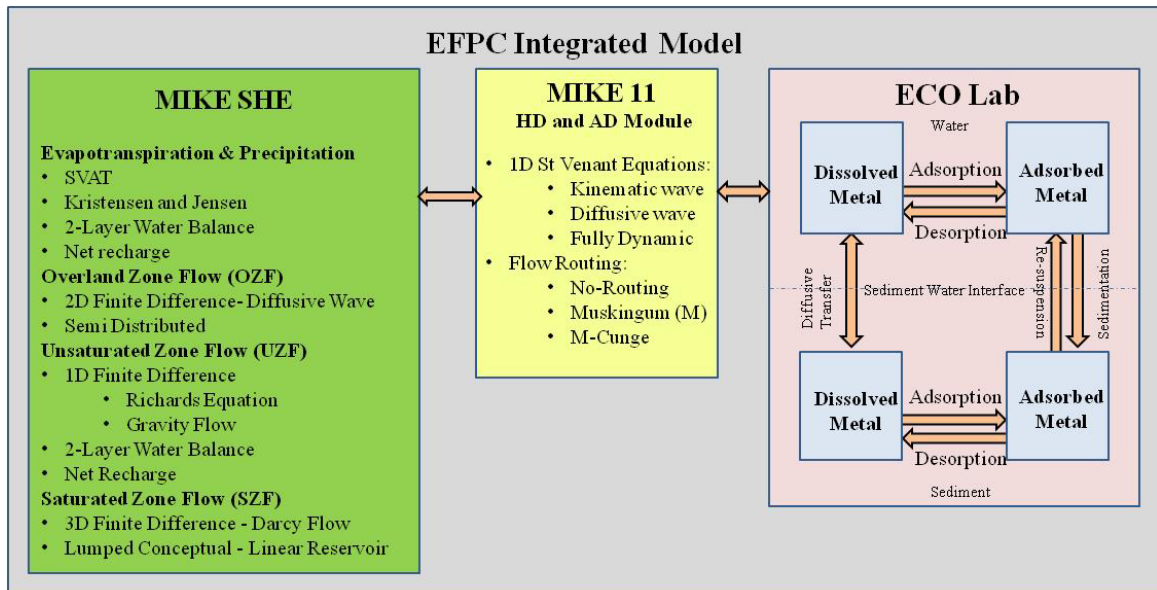 EFPC Integrated Model
MIKE SHE
Evapotranspiration & Precipitation
• SVAT
• Kristensen and Jensen
• 2-Layer Water Balance
• Net recharge
Overland Zone Flow (OZF)
• 2D Finite Difference- Diffusive Wave
• Semi Distributed
Unsaturated Zone Flow (UZF)
• 1D Finite Difference
• Richards Equation
• Gravity Flow
• 2-Layer Water Balance
• Net Recharge
Saturated Zone Flow (SZF)
• 3D Finite Difference - Darcy Flow
• Lumped Conceptual - Linear Reservoir
MIKE 11
HD and AD Module
• 1D St Venant Equations:
• Kinematic wave
• Diffusive wave
• Fully Dynamic
• Flow Routing:
• No-Routing
• Muskingum (M)
• M-Cunge
ECO Lab
Water
Dissolved
Metal
Adsorption
Desorption
Adsorbed
Metal
Diffusive
Transfer
Sediment Water Interface
Re-suspension
Sedimentation
Dissolved
Metal
Adsorption
Desorption
Adsorbed
Metal
Sediment